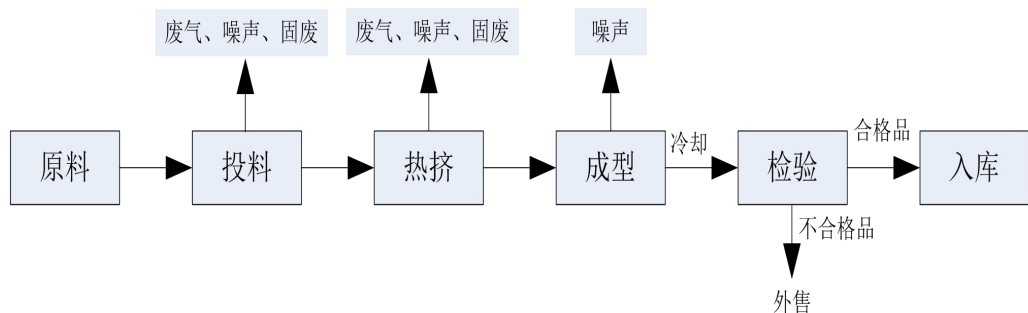 废气、噪声、固废
废气、噪声、固废
噪声
原料
投料
热挤
成型
冷却
检验
合格品
入库
不合格品
外售